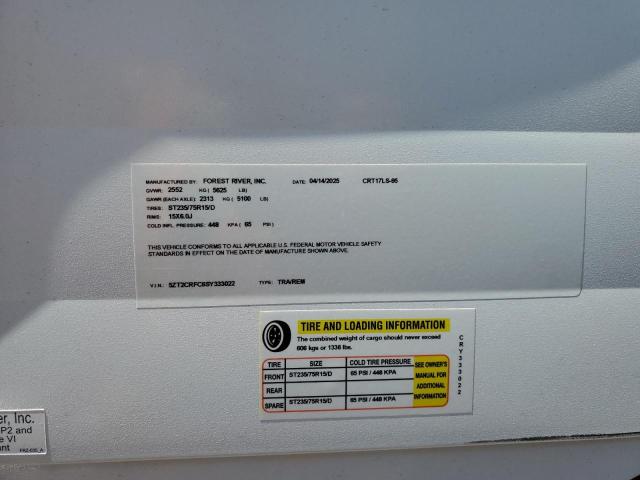 MANUFACTURED BY: FOREST RIVER, INC. DATE: 04/14/2025 CRT17LS-85
GVWR: 2552 KG ( 5625 LB)
GAWR (EACH AXLE): 2313 KG ( 5100 LB)
TIRES: ST235/75R15/D
RIMS: 15X6.0J
COLD INFL. PRESSURE: 448 KPA ( 65 PSI )
THIS VEHICLE CONFORMS TO ALL APPLICABLE U.S. FEDERAL MOTOR VEHICLE SAFETY
STANDARDS IN EFFECT ON THE DATE OF MANUFACTURE SHOWN ABOVE.
V.I.N.: 5ZT2CRFC6SY333022 TYPE: TRA/REM
TIRE AND LOADING INFORMATION
The combined weight of cargo should never exceed
606 kgs or 1336 lbs.
TIRE SIZE COLD TIRE PRESSURE SEE OWNER'S MANUAL FOR ADDITIONAL INFORMATION
FRONT ST235/75R15/D 65 PSI / 448 KPA
REAR
SPARE ST235/75R15/D 65 PSI / 448 KPA
CRY333022
er, Inc.
P2 and
e VI
nt